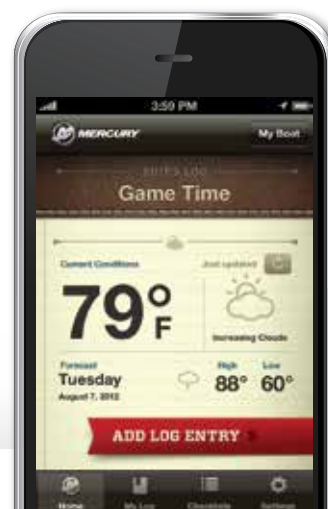 3:59 PM
MERCURY
My Boat
Game Time
Current Conditions
Just updated
79°F
Increasing Clouds
Forecast
High
Low
Tuesday
88°
60°
August 7, 2012
ADD LOG ENTRY
Home
My Log
Checklists
Settings